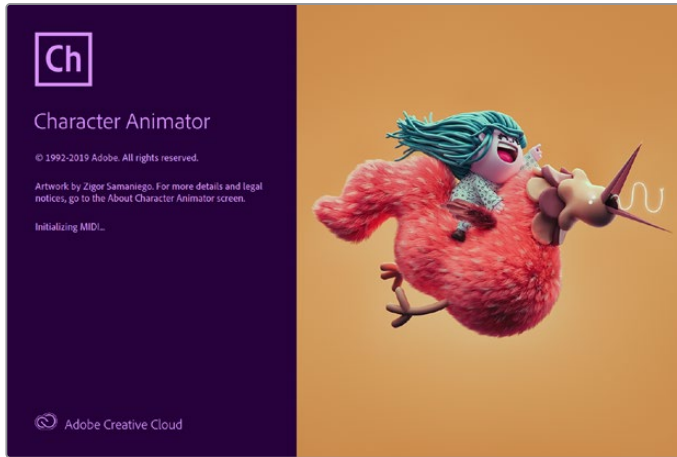 Ch
Character Animator
© 1992-2019 Adobe. All rights reserved.
Artwork by Zigor Samaniego. For more details and legal
notices, go to the About Character Animator screen.
Initializing MIDI...
Adobe Creative Cloud